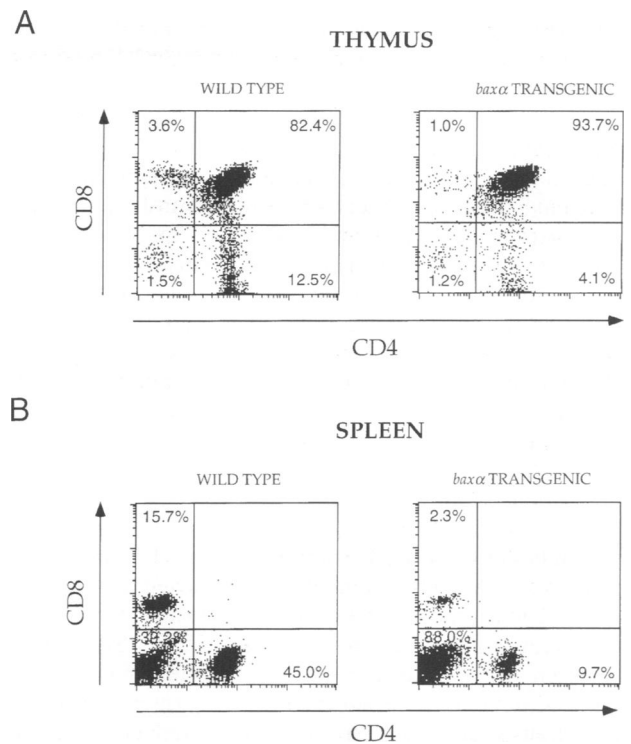 A
THYMUS
WILD TYPE
baxα TRANSGENIC
3.6%
82.4%
1.0%
93.7%
CD8
1.5%
12.5%
1.2%
4.1%
CD4
B
SPLEEN
WILD TYPE
baxα TRANSGENIC
15.7%
2.3%
CD8
39.2%
88.0%
45.0%
9.7%
CD4